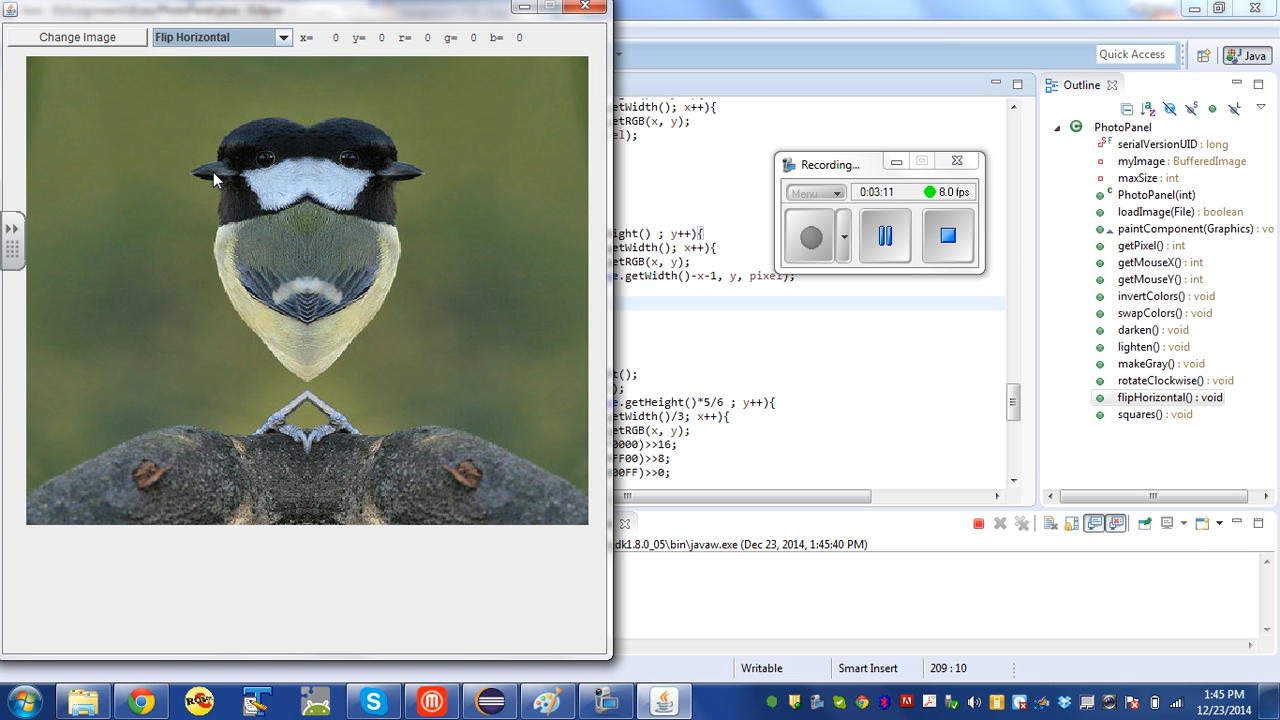 Change Image
Flip Horizontal
x= 0 y= 0 r= 0 g= 0 b= 0
Quick Access
Java
etWidth(); x++){
etRGB(x, y);
el);
ight() ; y++){
etWidth(); x++){
etRGB(x, y);
e.getWidth()-x-1, y, pixel);
t();
);
e.getHeight()*5/6 ; y++){
etWidth()/3; x++){
etRGB(x, y);
0000)>>16;
FF00)>>8;
00FF)>>0;
Recording...
Menu
0:03:11
8.0 fps
Outline
PhotoPanel
serialVersionUID : long
myImage : BufferedImage
maxSize : int
PhotoPanel(int)
loadImage(File) : boolean
paintComponent(Graphics) : vo
getPixel() : int
getMouseX() : int
getMouseY() : int
invertColors() : void
swapColors() : void
darken() : void
lighten() : void
makeGray() : void
rotateClockwise() : void
flipHorizontal() : void
squares() : void
dk1.8.0_05\bin\javaw.exe (Dec 23, 2014, 1:45:40 PM)
Writable
Smart Insert
209 : 10
1:45 PM
12/23/2014